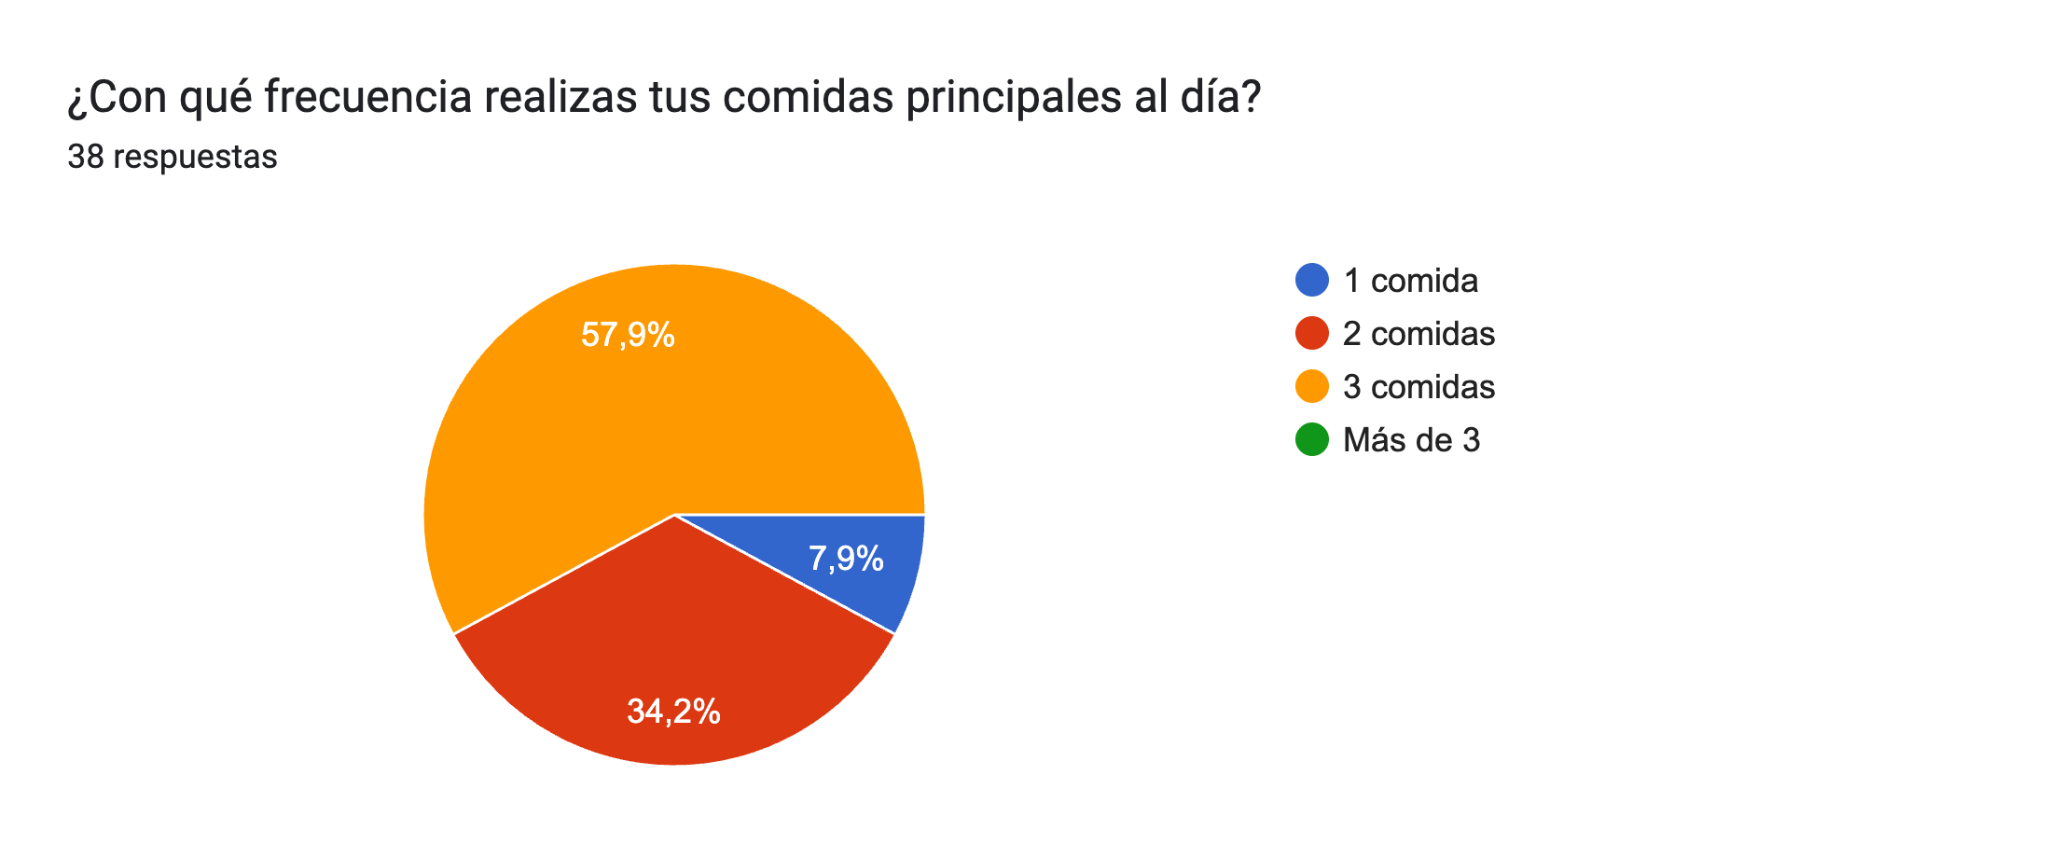 ¿Con qué frecuencia realizas tus comidas principales al día?
38 respuestas
57,9%
7,9%
34,2%
1 comida
2 comidas
3 comidas
Más de 3